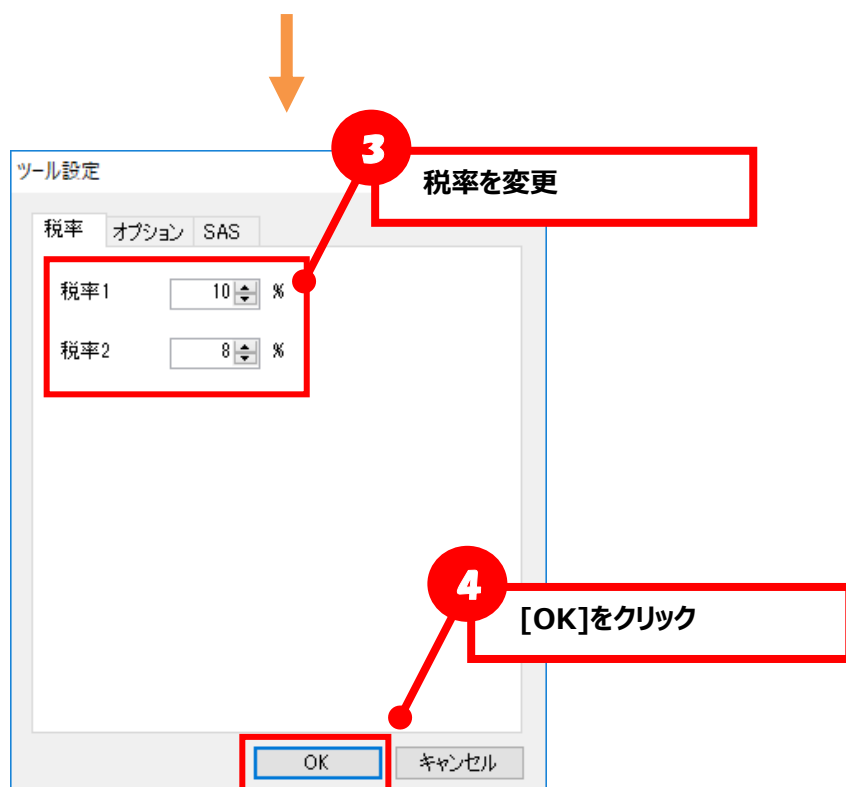 3
税率を変更
ツール設定
税率 オプション SAS
税率1 10 %
税率2 8 %
4
[OK]をクリック
OK キャンセル